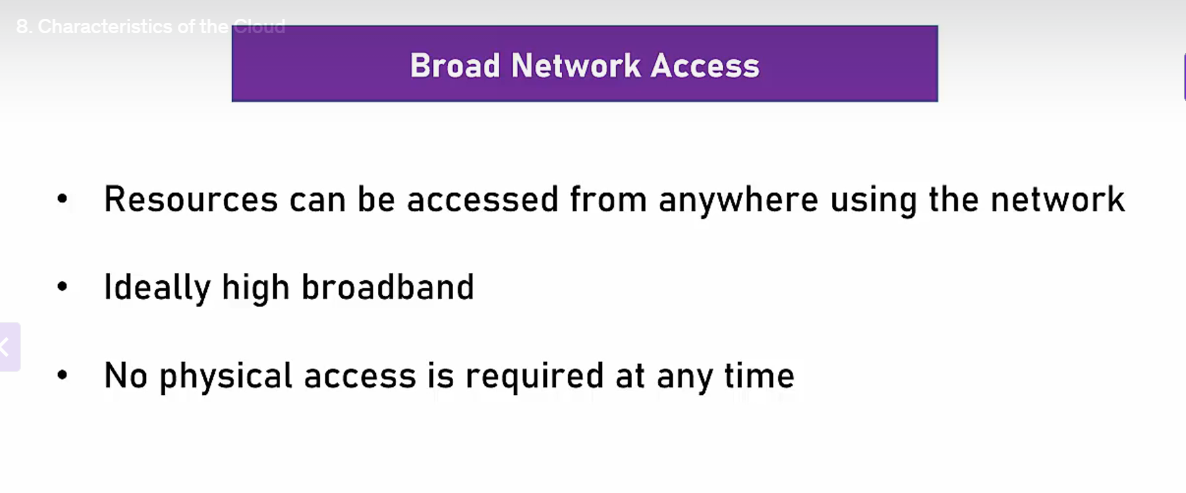 8. Characteristics of the Cloud
Broad Network Access
• Resources can be accessed from anywhere using the network
• Ideally high broadband
• No physical access is required at any time